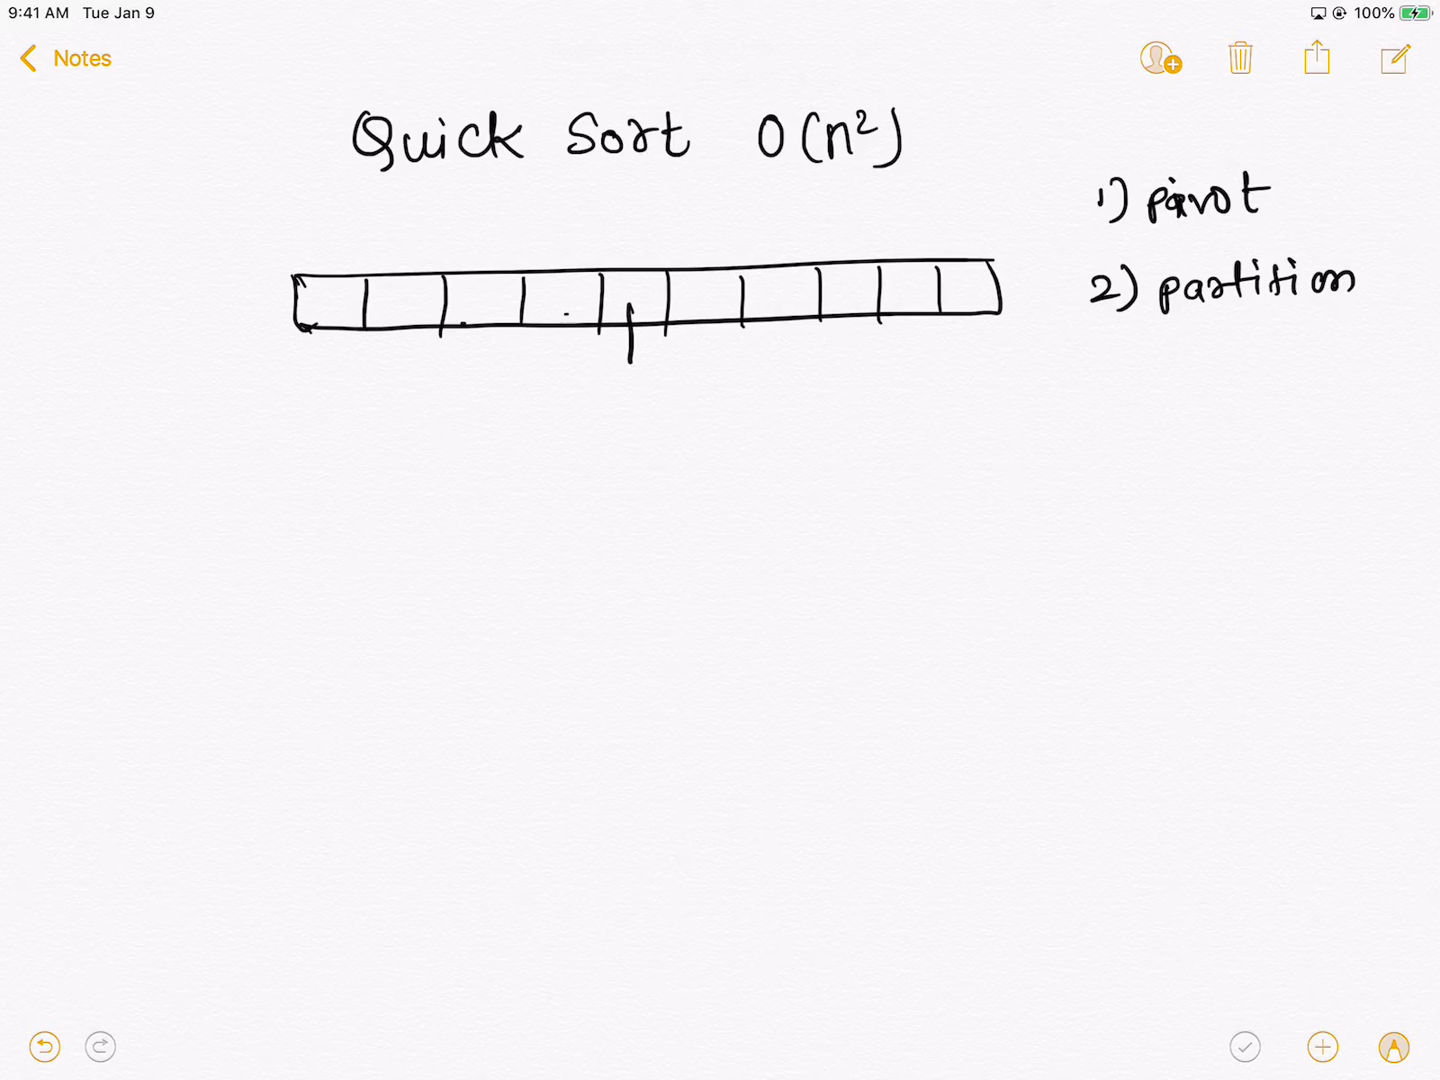 9:41 AM Tue Jan 9 100%
Notes
Quick Sort O(n²)
1) pivot
2) partition